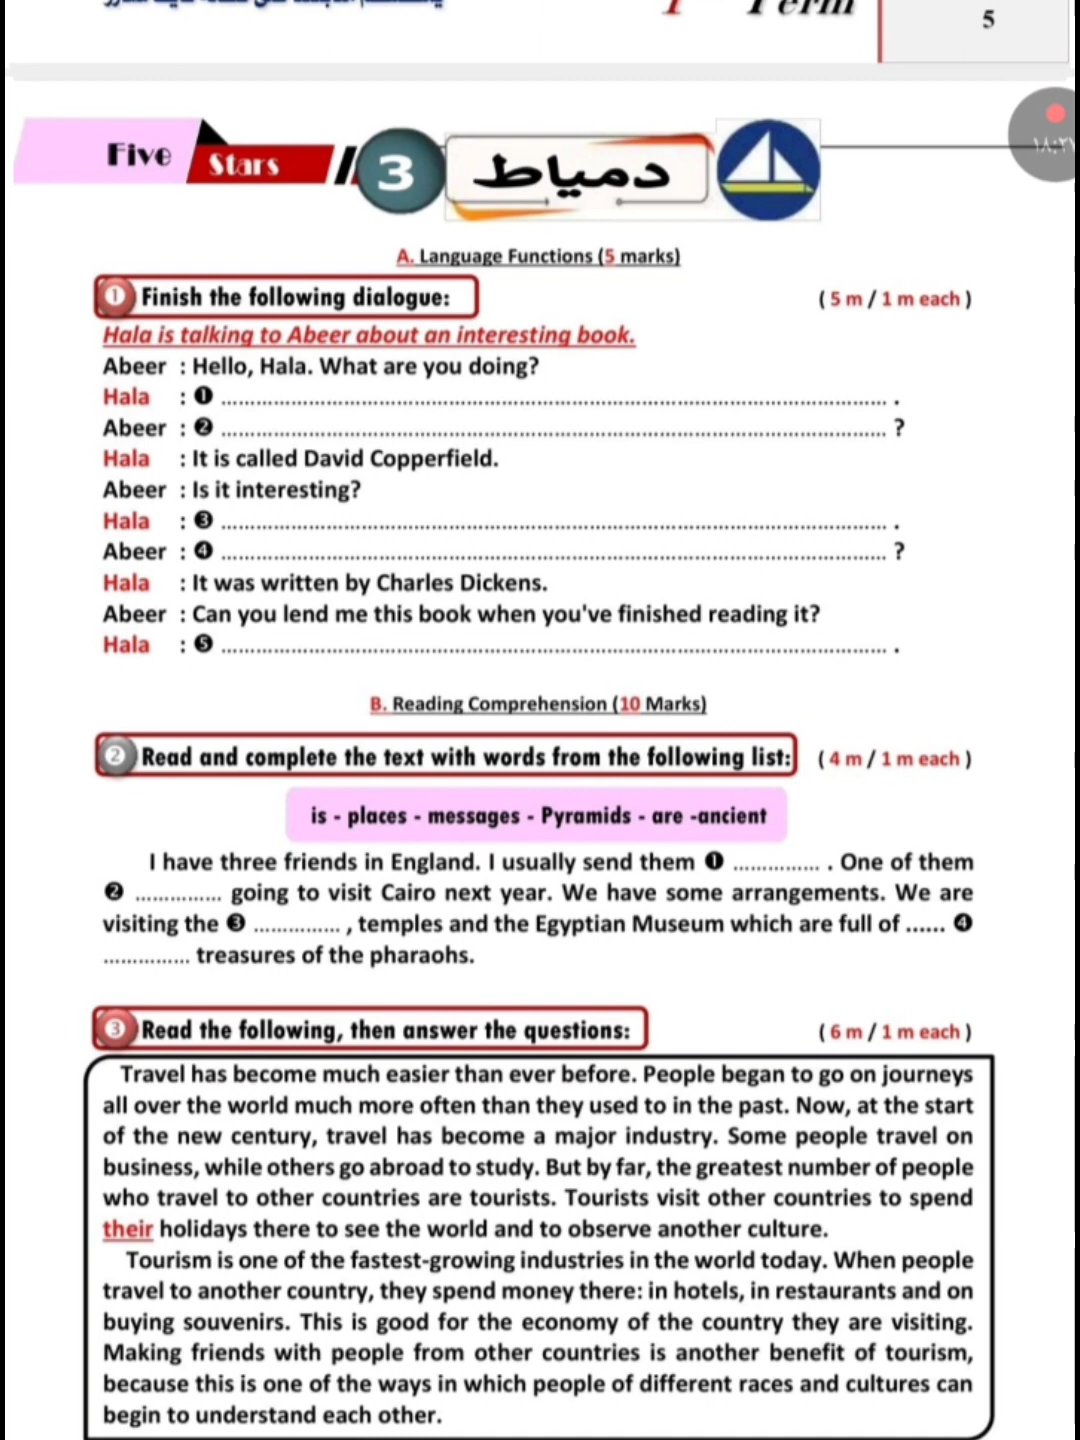 Term
5
Five Stars 3 دمياط
A. Language Functions (5 marks)
❶ Finish the following dialogue: ( 5 m / 1 m each )
Hala is talking to Abeer about an interesting book.
Abeer : Hello, Hala. What are you doing?
Hala : ❶ ........................................................................................ .
Abeer : ❷ ........................................................................................ ?
Hala : It is called David Copperfield.
Abeer : Is it interesting?
Hala : ❸ ........................................................................................ .
Abeer : ❹ ........................................................................................ ?
Hala : It was written by Charles Dickens.
Abeer : Can you lend me this book when you've finished reading it?
Hala : ❺ ........................................................................................ .
B. Reading Comprehension (10 Marks)
❷ Read and complete the text with words from the following list: ( 4 m / 1 m each )
is - places - messages - Pyramids - are -ancient
I have three friends in England. I usually send them ❶ ............... . One of them
❷ ............... going to visit Cairo next year. We have some arrangements. We are
visiting the ❸ ............... , temples and the Egyptian Museum which are full of ...... ❹
............... treasures of the pharaohs.
❸ Read the following, then answer the questions: ( 6 m / 1 m each )
Travel has become much easier than ever before. People began to go on journeys
all over the world much more often than they used to in the past. Now, at the start
of the new century, travel has become a major industry. Some people travel on
business, while others go abroad to study. But by far, the greatest number of people
who travel to other countries are tourists. Tourists visit other countries to spend
their holidays there to see the world and to observe another culture.
Tourism is one of the fastest-growing industries in the world today. When people
travel to another country, they spend money there: in hotels, in restaurants and on
buying souvenirs. This is good for the economy of the country they are visiting.
Making friends with people from other countries is another benefit of tourism,
because this is one of the ways in which people of different races and cultures can
begin to understand each other.